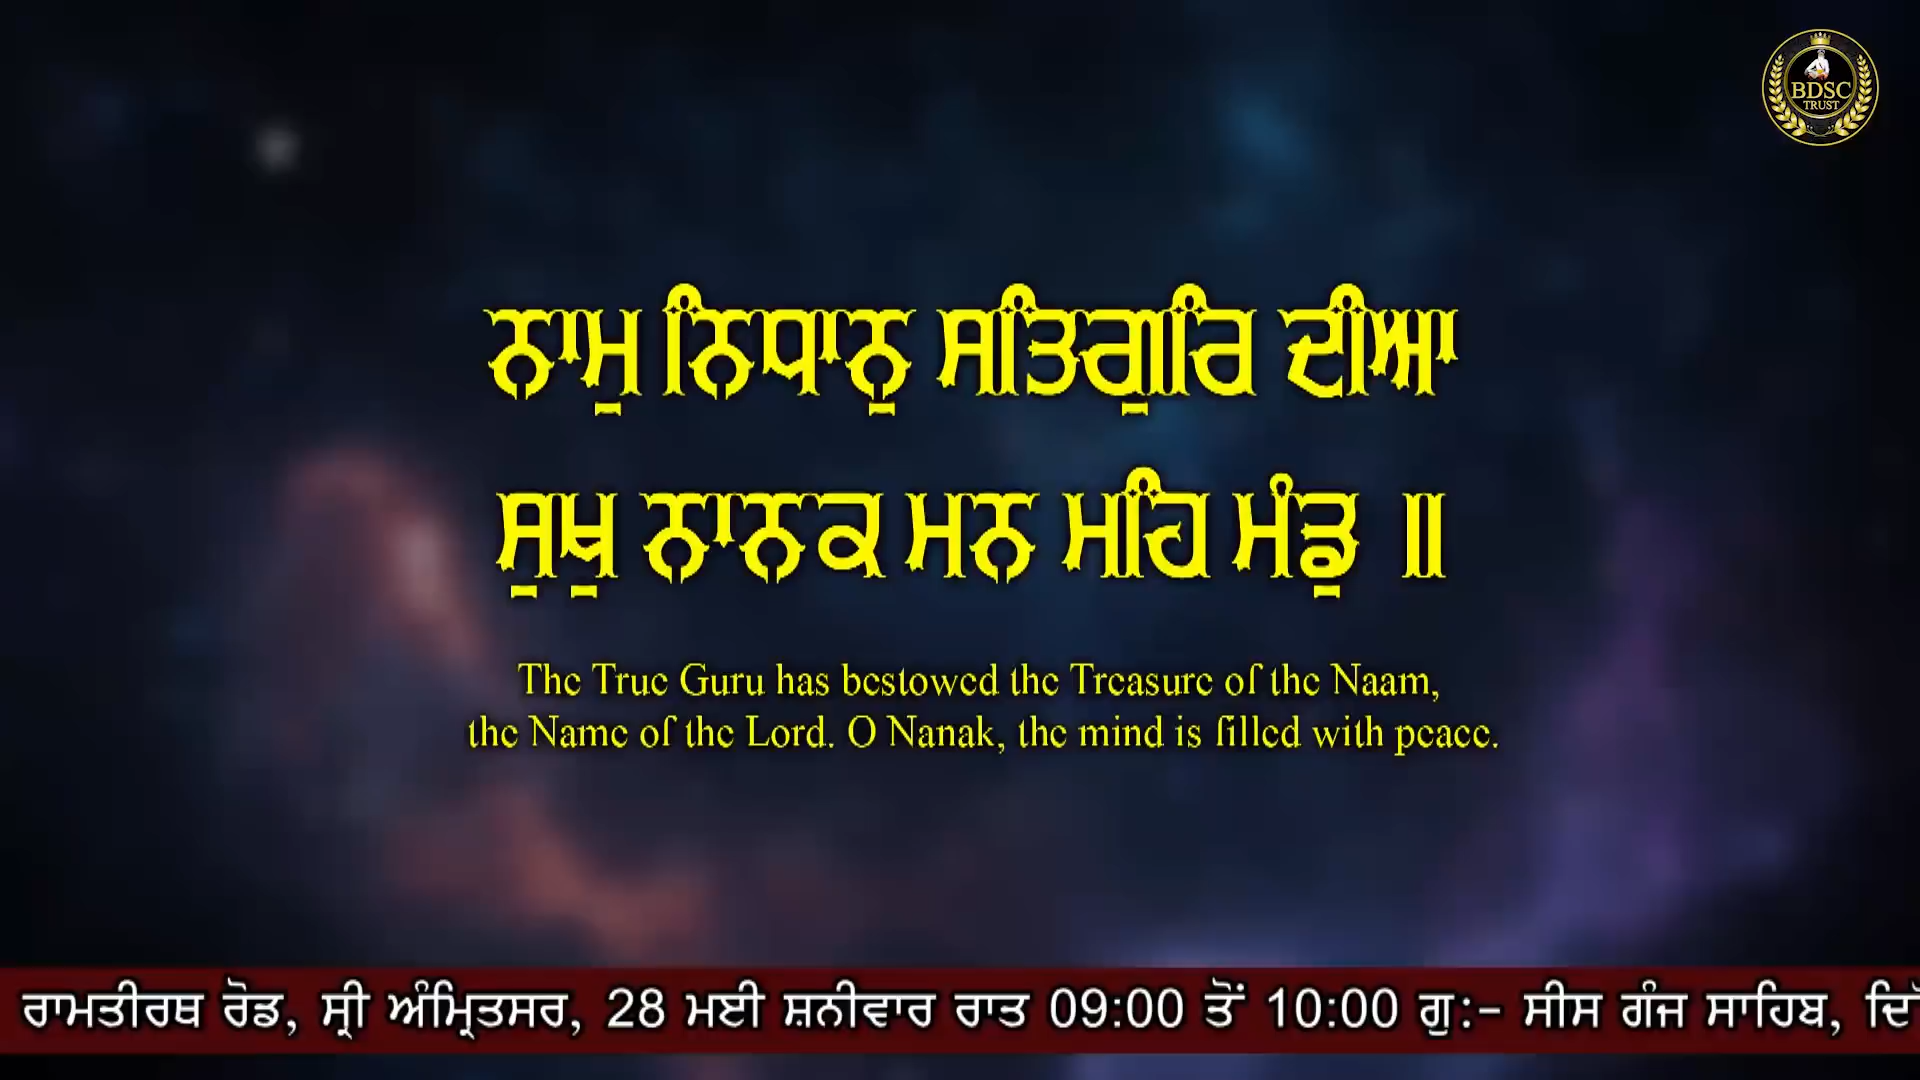 BDSC
TRUST
ਨਾਮੁ ਨਿਧਾਨੁ ਸਤਿਗੁਰਿ ਦੀਆ
ਸੁਖੁ ਨਾਨਕ ਮਨ ਮਹਿ ਮੰਡੁ ॥
The True Guru has bestowed the Treasure of the Naam,
the Name of the Lord. O Nanak, the mind is filled with peace.
ਰਾਮਤੀਰਥ ਰੋਡ, ਸ੍ਰੀ ਅੰਮ੍ਰਿਤਸਰ, 28 ਮਈ ਸ਼ਨੀਵਾਰ ਰਾਤ 09:00 ਤੋਂ 10:00 ਗੁ:- ਸੀਸ ਗੰਜ ਸਾਹਿਬ,